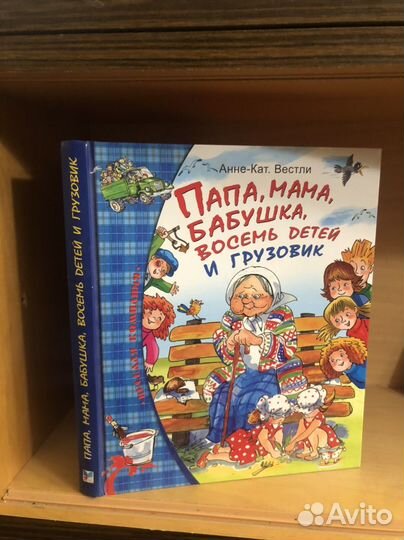 Анне-Кат. Вестли
ПАПА, МАМА,
БАБУШКА,
ВОСЕМЬ ДЕТЕЙ
И ГРУЗОВИК
ПАПА, МАМА, БАБУШКА, ВОСЕМЬ ДЕТЕЙ И ГРУЗОВИК
Avito